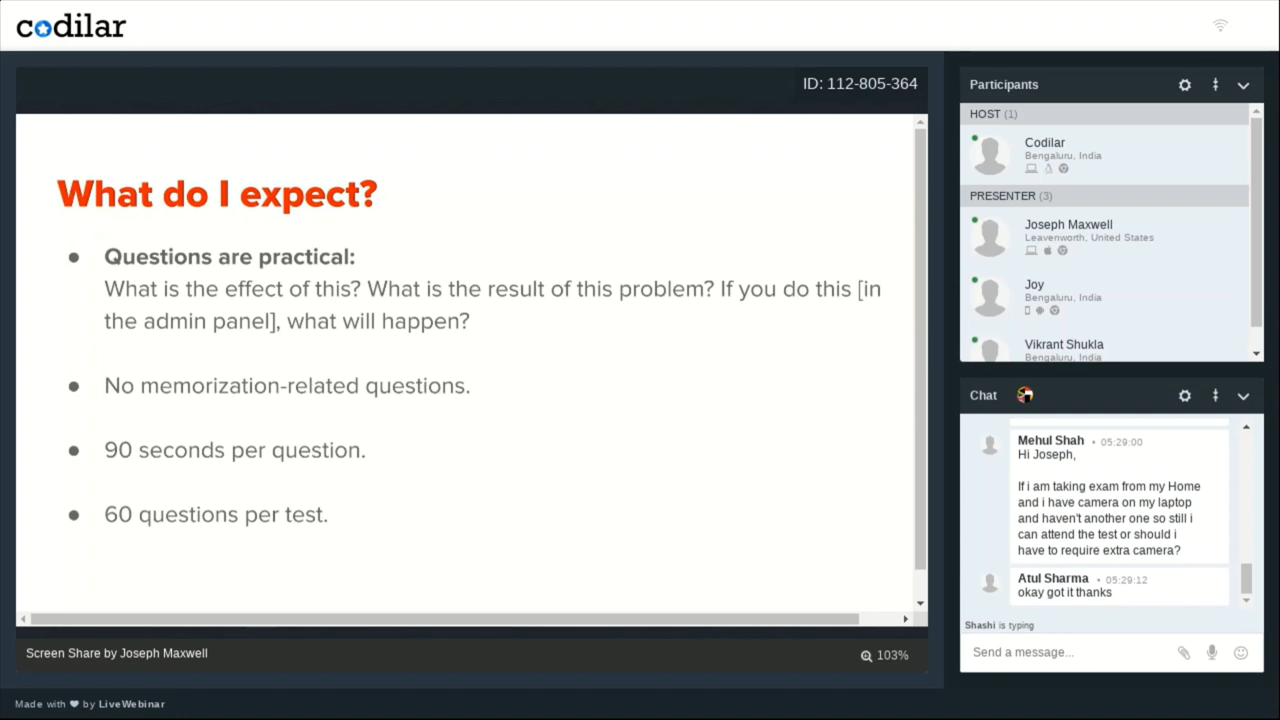 codilar
ID: 112-805-364
What do I expect?
● Questions are practical:
What is the effect of this? What is the result of this problem? If you do this [in
the admin panel], what will happen?
● No memorization-related questions.
● 90 seconds per question.
● 60 questions per test.
Screen Share by Joseph Maxwell
103%
Participants
HOST (1)
Codilar
Bengaluru, India
PRESENTER (3)
Joseph Maxwell
Leavenworth, United States
Joy
Bengaluru, India
Vikrant Shukla
Bengaluru, India
Chat
Mehul Shah • 05:29:00
Hi Joseph,
If i am taking exam from my Home
and i have camera on my laptop
and haven't another one so still i
can attend the test or should i
have to require extra camera?
Atul Sharma • 05:29:12
okay got it thanks
Shashi is typing
Send a message...
Made with ❤ by LiveWebinar